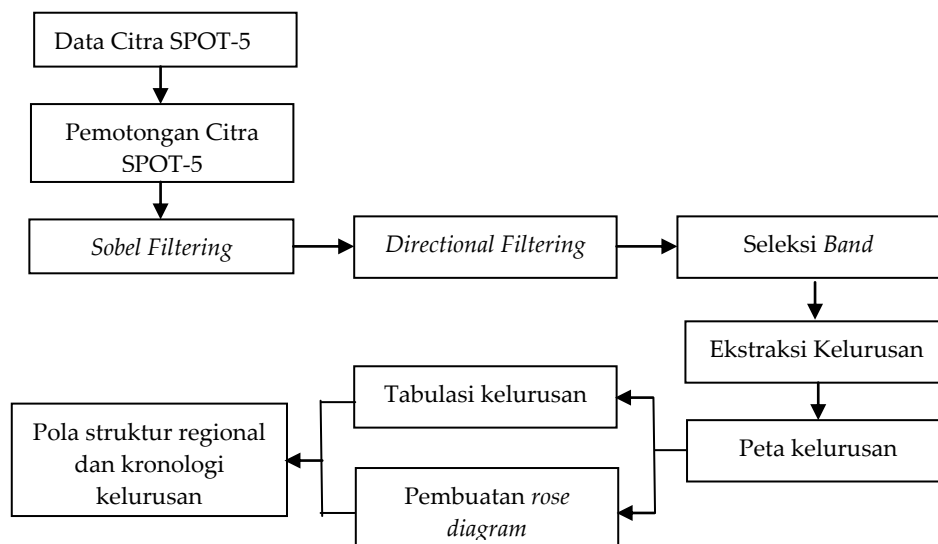 Data Citra SPOT-5
Pemotongan Citra
SPOT-5
Sobel Filtering
Directional Filtering
Seleksi Band
Ekstraksi Kelurusan
Peta kelurusan
Tabulasi kelurusan
Pembuatan rose
diagram
Pola struktur regional
dan kronologi
kelurusan